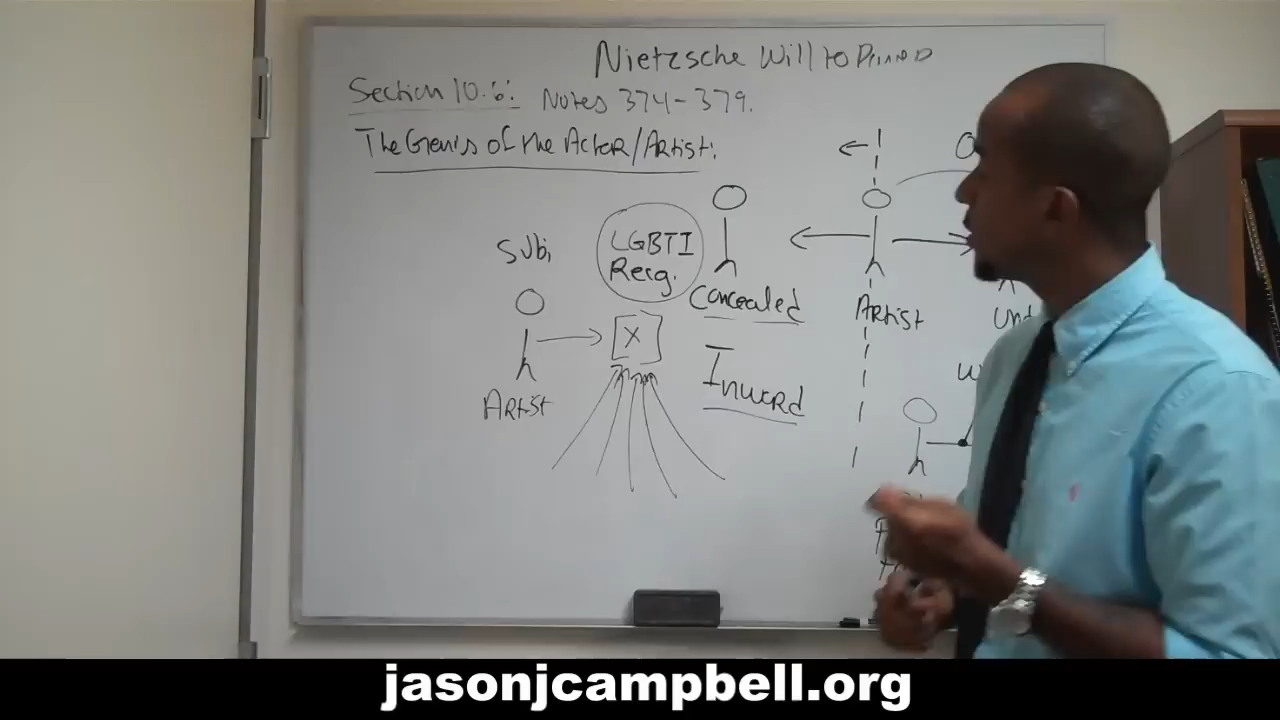 Nietzsche Will to Power
Section 10.6: Notes 374-379.
The Genius of the Actor/Artist:
Subj
LGBTI
Recg.
Concealed
X
Artist
Inward
Artist
jasonjcampbell.org